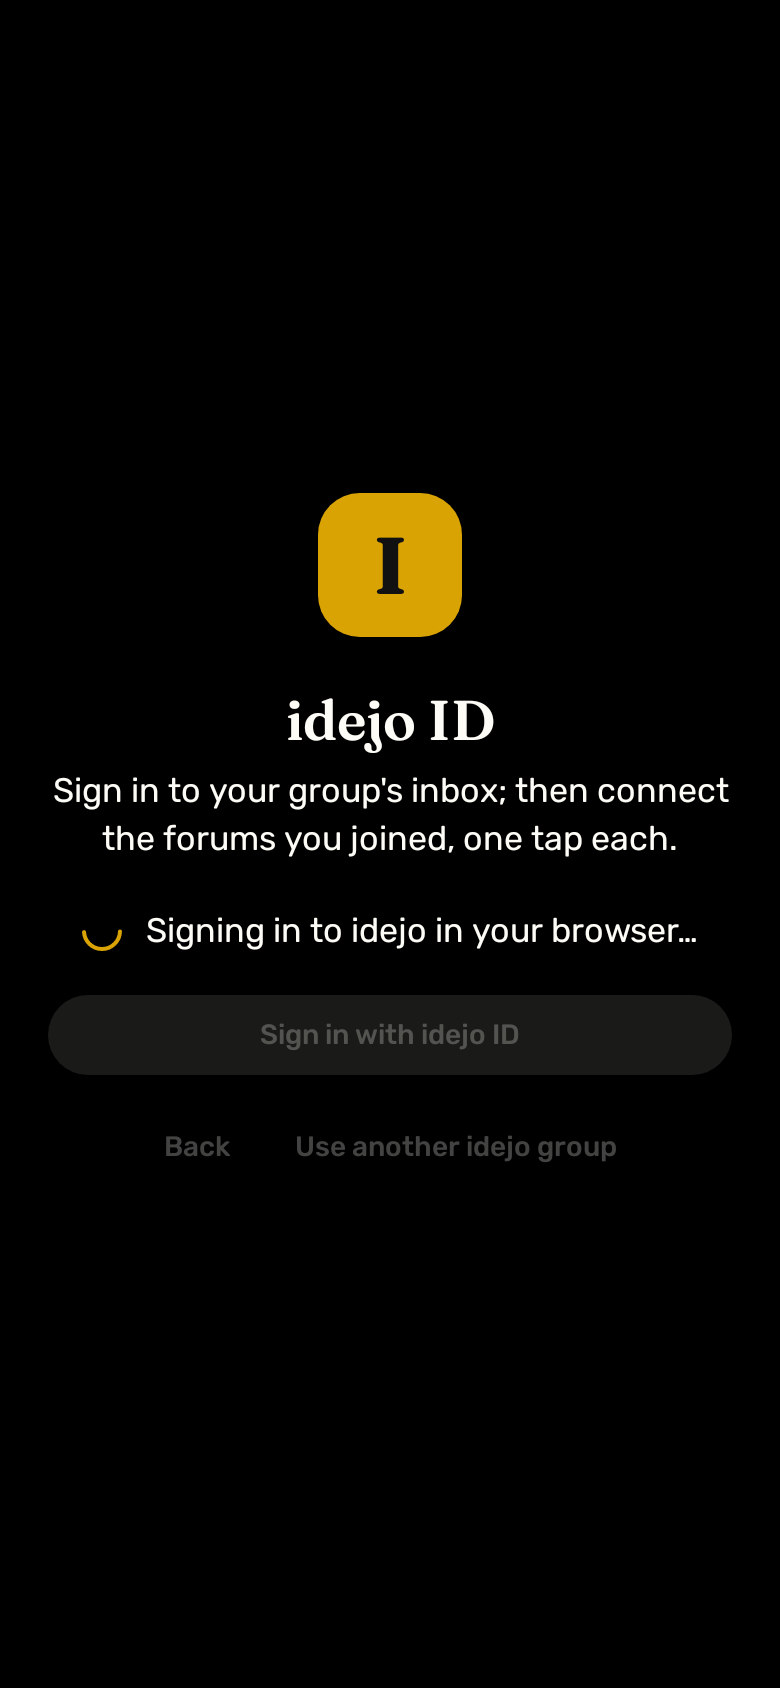 I
idejo ID
Sign in to your group's inbox; then connect
the forums you joined, one tap each.
Signing in to idejo in your browser…
Sign in with idejo ID
Back
Use another idejo group